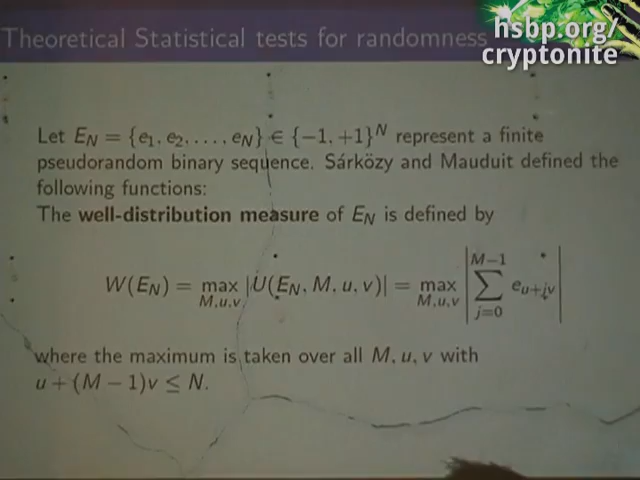 Theoretical Statistical tests for randomness
hsbp.org/
cryptonite
Let E_N = {e_1, e_2, . . . , e_N} ∈ {−1, +1}^N represent a finite
pseudorandom binary sequence. Sárközy and Mauduit defined the
following functions:
The well-distribution measure of E_N is defined by
W(E_N) = max_{M,u,v} |U(E_N, M, u, v)| = max_{M,u,v} |∑_{j=0}^{M−1} e_{u+jv}|
where the maximum is taken over all M, u, v with
u + (M − 1)v ≤ N.